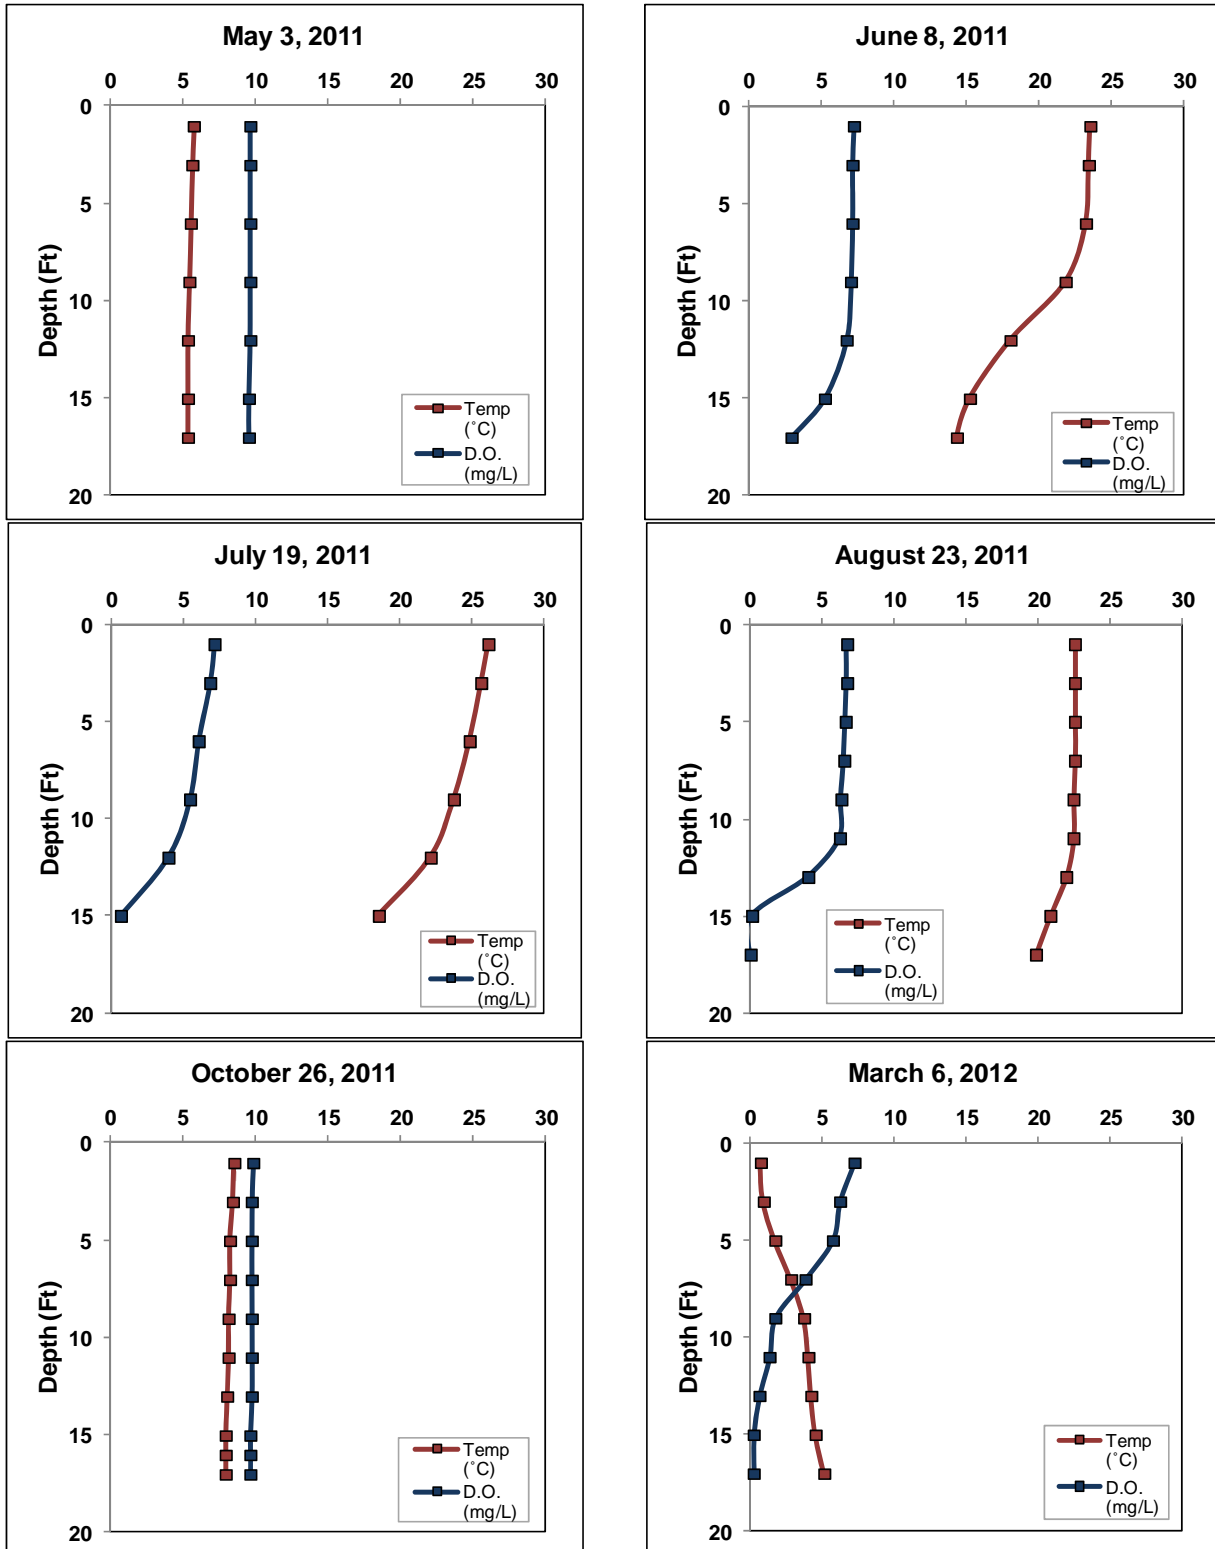 May 3, 2011
0 5 10 15 20 25 30
0
5
10
15
20
Depth (Ft)
Temp
(˚C)
D.O.
(mg/L)
June 8, 2011
0 5 10 15 20 25 30
0
5
10
15
20
Depth (Ft)
Temp
(˚C)
D.O.
(mg/L)
July 19, 2011
0 5 10 15 20 25 30
0
5
10
15
20
Depth (Ft)
Temp
(˚C)
D.O.
(mg/L)
August 23, 2011
0 5 10 15 20 25 30
0
5
10
15
20
Depth (Ft)
Temp
(˚C)
D.O.
(mg/L)
October 26, 2011
0 5 10 15 20 25 30
0
5
10
15
20
Depth (Ft)
Temp
(˚C)
D.O.
(mg/L)
March 6, 2012
0 5 10 15 20 25 30
0
5
10
15
20
Depth (Ft)
Temp
(˚C)
D.O.
(mg/L)